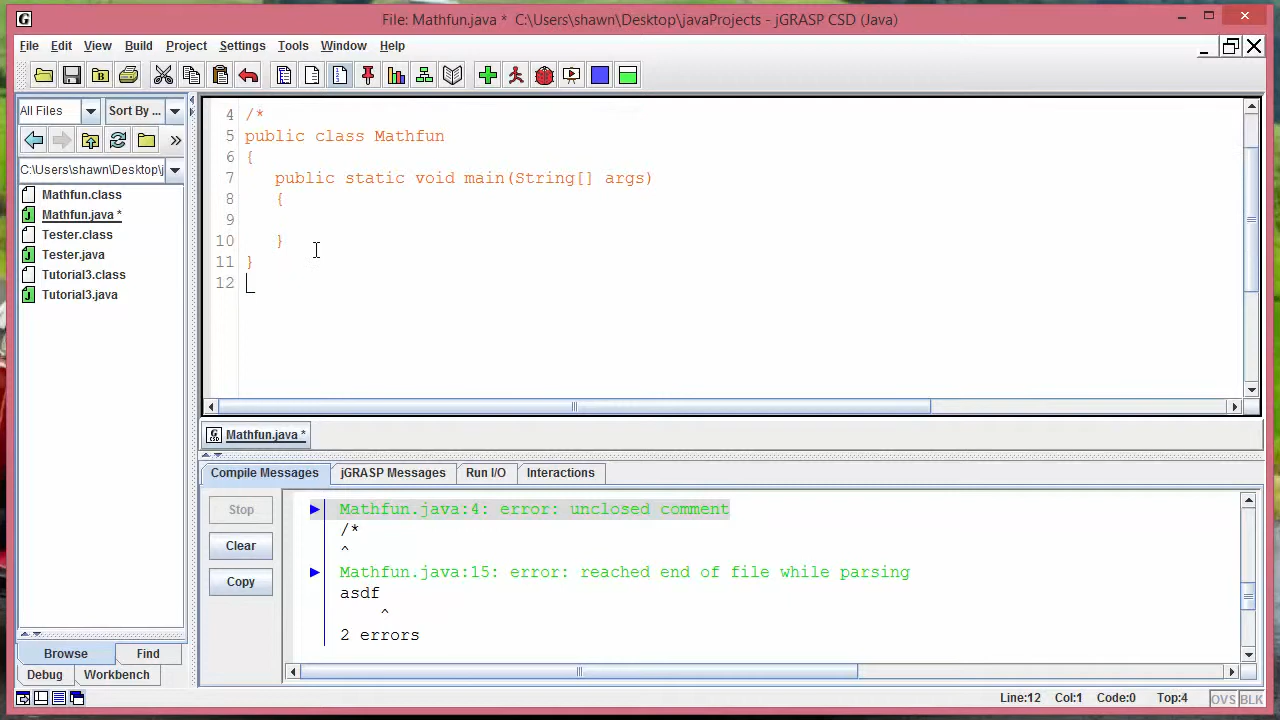 File: Mathfun.java * C:\Users\shawn\Desktop\javaProjects - jGRASP CSD (Java)
File Edit View Build Project Settings Tools Window Help
All Files Sort By ...
C:\Users\shawn\Desktop\j
Mathfun.class
Mathfun.java *
Tester.class
Tester.java
Tutorial3.class
Tutorial3.java
Browse Find
Debug Workbench
4 /*
5 public class Mathfun
6 {
7 public static void main(String[] args)
8 {
9
10 }
11 }
12
Mathfun.java *
Compile Messages jGRASP Messages Run I/O Interactions
Stop
Clear
Copy
Mathfun.java:4: error: unclosed comment
/*
^
Mathfun.java:15: error: reached end of file while parsing
asdf
^
2 errors
Line:12 Col:1 Code:0 Top:4 OVS BLK